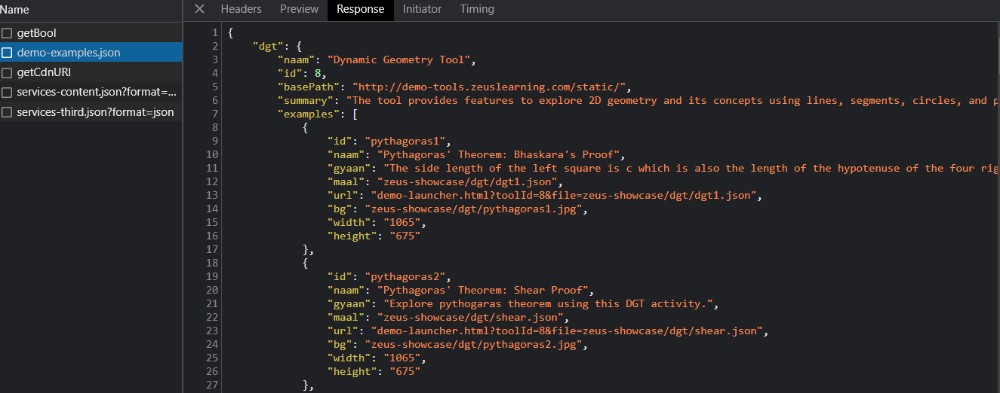 Name
Headers Preview Response Initiator Timing
getBool
demo-examples.json
getCdnURl
services-content.json?format=...
services-third.json?format=json
1 {
2 "dgt": {
3 "naam": "Dynamic Geometry Tool",
4 "id": 8,
5 "basePath": "http://demo-tools.zeuslearning.com/static/",
6 "summary": "The tool provides features to explore 2D geometry and its concepts using lines, segments, circles, and
7 "examples": [
8 {
9 "id": "pythagoras1",
10 "naam": "Pythagoras' Theorem: Bhaskara's Proof",
11 "gyaan": "The side length of the left square is c which is also the length of the hypotenuse of the four
12 "maal": "zeus-showcase/dgt/dgt1.json",
13 "url": "demo-launcher.html?toolId=8&file=zeus-showcase/dgt/dgt1.json",
14 "bg": "zeus-showcase/dgt/pythagoras1.jpg",
15 "width": "1065",
16 "height": "675"
17 },
18 {
19 "id": "pythagoras2",
20 "naam": "Pythagoras' Theorem: Shear Proof",
21 "gyaan": "Explore pythogaras theorem using this DGT activity.",
22 "maal": "zeus-showcase/dgt/shear.json",
23 "url": "demo-launcher.html?toolId=8&file=zeus-showcase/dgt/shear.json",
24 "bg": "zeus-showcase/dgt/pythagoras2.jpg",
25 "width": "1065",
26 "height": "675"
27 },